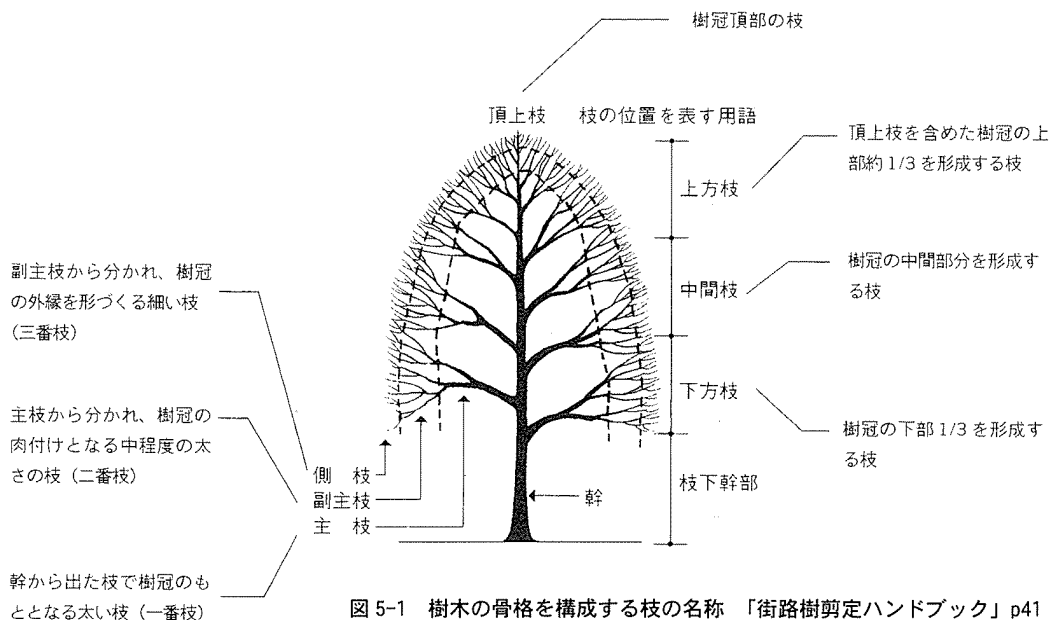 樹冠頂部の枝
頂上枝
枝の位置を表す用語
頂上枝を含めた樹冠の上
部約1/3を形成する枝
上方枝
樹冠の中間部分を形成す
る枝
中間枝
副主枝から分かれ、樹冠
の外縁を形づくる細い枝
(三番枝)
下方枝
樹冠の下部1/3を形成す
る枝
主枝から分かれ、樹冠の
肉付けとなる中程度の太
さの枝(二番枝)
側 枝
副主枝
主 枝
幹
枝下幹部
幹から出た枝で樹冠のも
ととなる太い枝(一番枝)
図5-1 樹木の骨格を構成する枝の名称 「街路樹剪定ハンドブック」p41